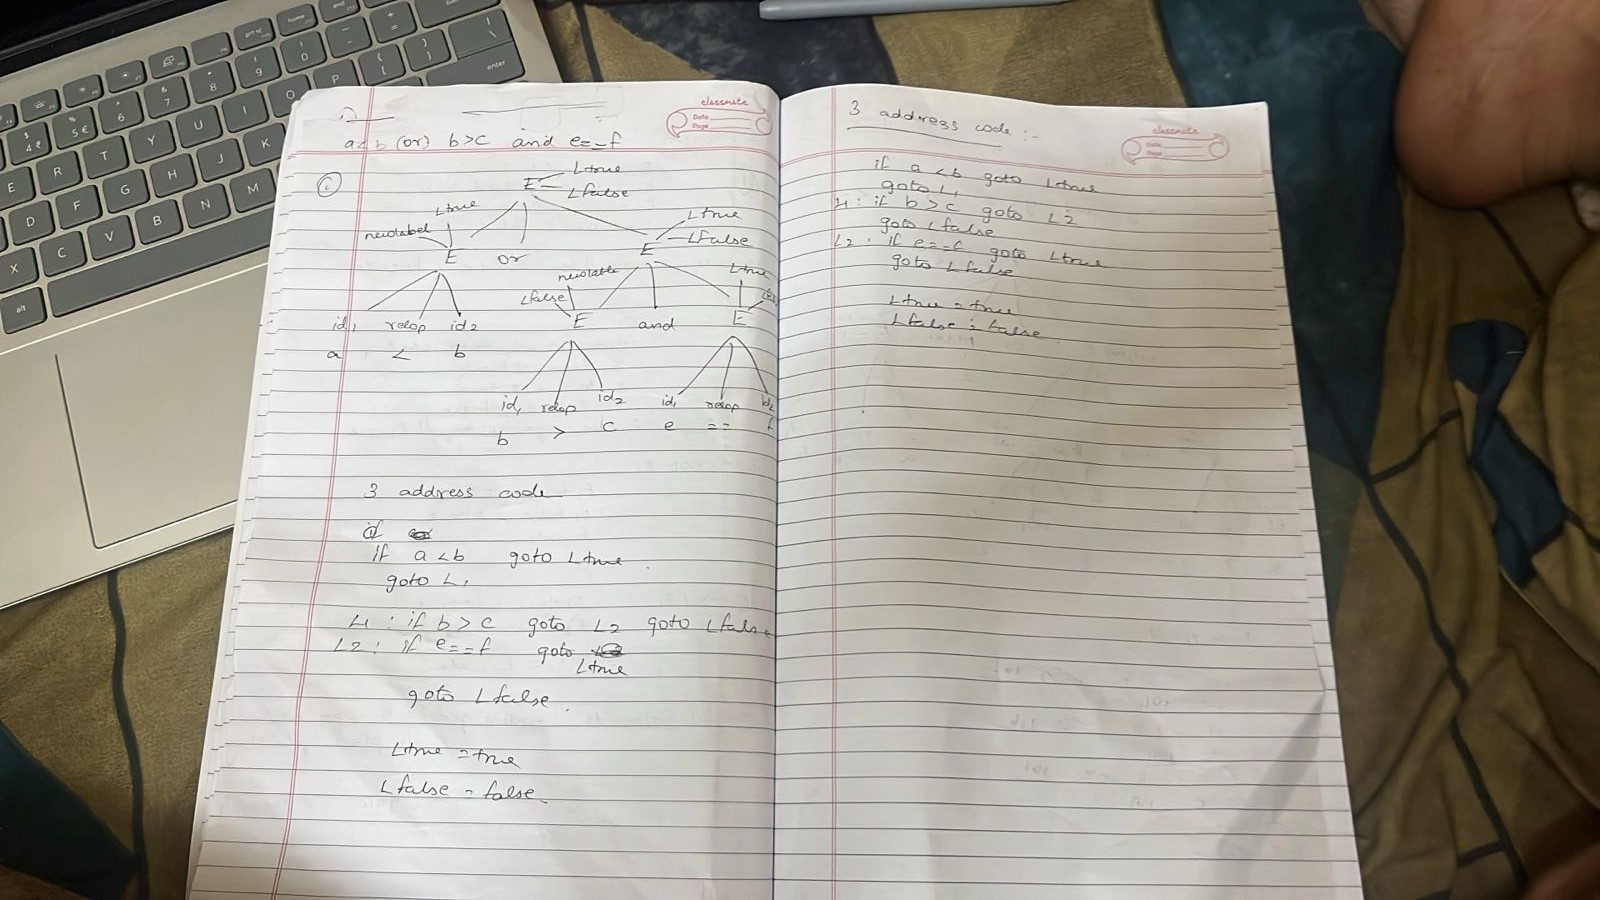 a<b (or) b>c and e==f
i
Ltrue
E Lfalse
Ltrue
newlabel
E or
Ltrue
E Lfalse
newlable Ltrue
Lfalse
E and E
id1 relop id2
a < b
id1 relop id2 id1 relop id2
b > c e == f
3 address code
if
if a<b goto Ltrue
goto L1
L1 : if b>c goto L2 goto Lfalse
L2 : if e==f goto
Ltrue
goto Lfalse
Ltrue = true
Lfalse = false
classmate
Date
Page
3 address code :-
classmate
Date
Page
if a<b goto Ltrue
goto L1
L1 : if b>c goto L2
goto Lfalse
L2 : if e==f goto Ltrue
goto Lfalse
Ltrue = true
Lfalse = false